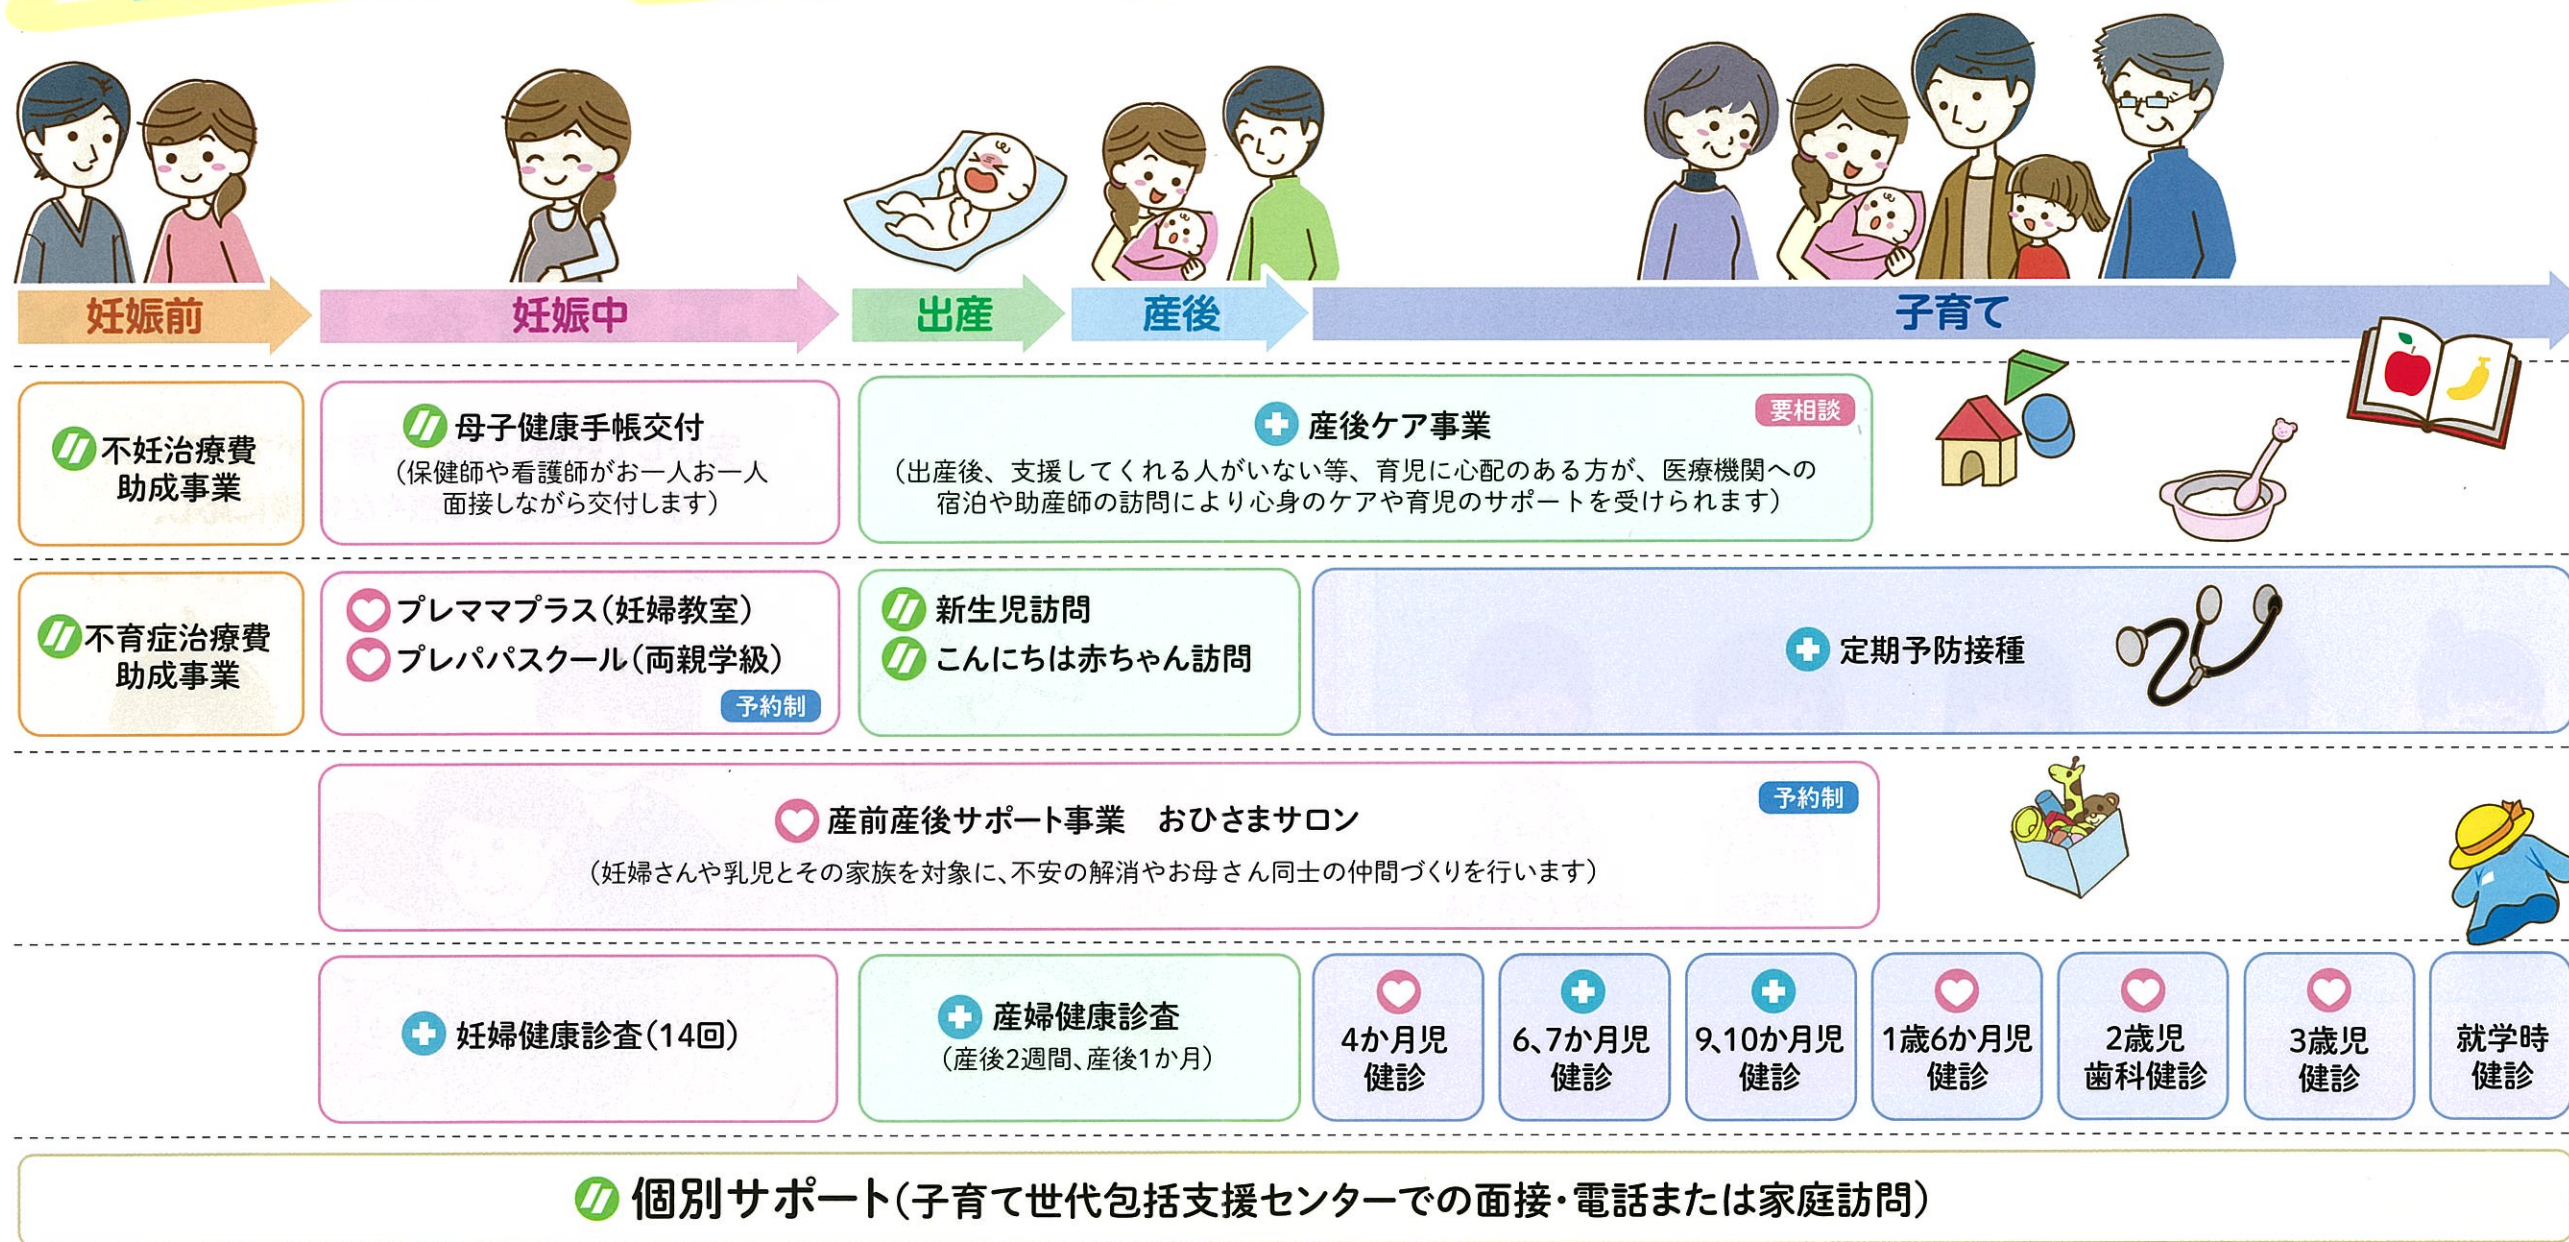 妊娠前
妊娠中
出産
産後
子育て
不妊治療費
助成事業
母子健康手帳交付
（保健師や看護師がお一人お一人
面接しながら交付します）
産後ケア事業
要相談
（出産後、支援してくれる人がいない等、育児に心配のある方が、医療機関への
宿泊や助産師の訪問により心身のケアや育児のサポートを受けられます）
不育症治療費
助成事業
プレママプラス（妊婦教室）
プレパパスクール（両親学級）
予約制
新生児訪問
こんにちは赤ちゃん訪問
定期予防接種
産前産後サポート事業　おひさまサロン
予約制
（妊婦さんや乳児とその家族を対象に、不安の解消やお母さん同士の仲間づくりを行います）
妊婦健康診査（14回）
産婦健康診査
（産後2週間、産後1か月）
4か月児
健診
6、7か月児
健診
9、10か月児
健診
1歳6か月児
健診
2歳児
歯科健診
3歳児
健診
就学時
健診
個別サポート（子育て世代包括支援センターでの面接・電話または家庭訪問）